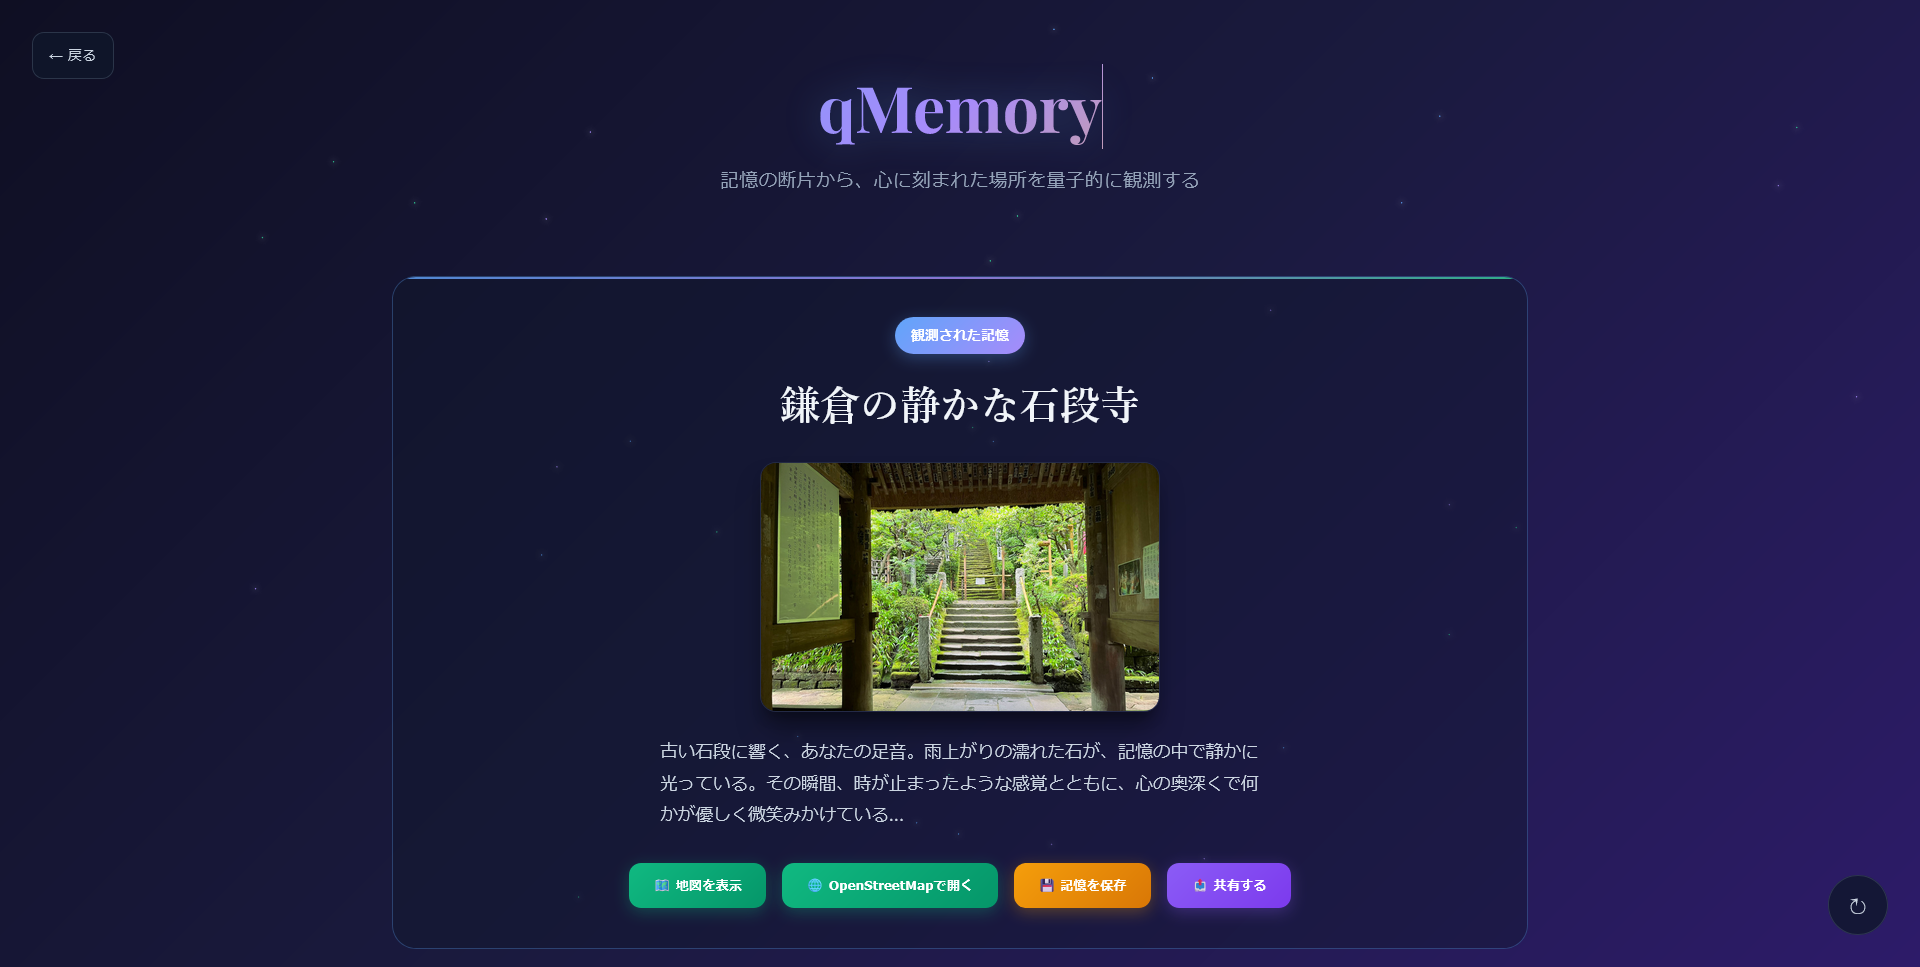 ← 戻る
qMemory
記憶の断片から、心に刻まれた場所を量子的に観測する
観測された記憶
鎌倉の静かな石段寺
古い石段に響く、あなたの足音。雨上がりの濡れた石が、記憶の中で静かに
光っている。その瞬間、時が止まったような感覚とともに、心の奥深くで何
かが優しく微笑みかけている...
地図を表示
OpenStreetMapで開く
記憶を保存
共有する